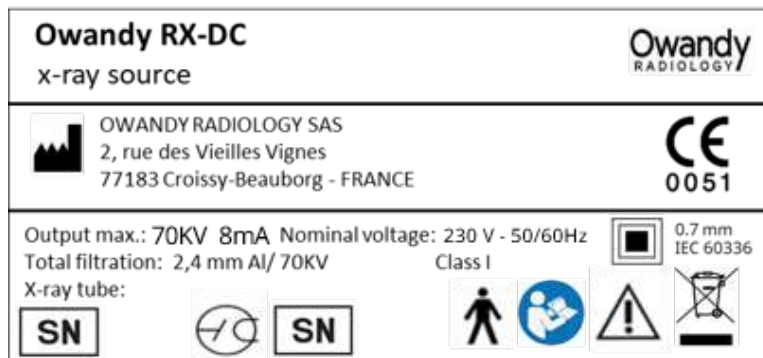 Owandy RX-DC
x-ray source
Owandy
RADIOLOGY
OWANDY RADIOLOGY SAS
2, rue des Vieilles Vignes
77183 Croissy-Beauborg - FRANCE
CE
0051
Output max.: 70KV 8mA Nominal voltage: 230 V - 50/60Hz
0.7 mm
IEC 60336
Total filtration: 2,4 mm Al/ 70KV Class I
X-ray tube:
SN
SN